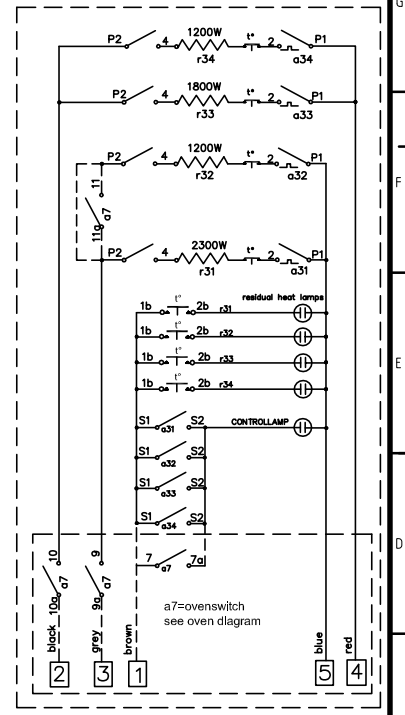 G
1200W
P2 4 t° 2 P1
r34 a34
1800W
P2 4 t° 2 P1
r33 a33
1200W
P2 4 t° 2 P1
r32 a32
F
11
a7
11a
2300W
P2 4 t° 2 P1
r31 a31
residual heat lamps
t°
1b 2b r31
t°
1b 2b r32
t°
1b 2b r33
t°
1b 2b r34
E
S1 S2 CONTROLLAMP
a31
S1 S2
a32
S1 S2
a33
S1 S2
a34
D
10 9 7 7a
a7 a7 a7
10a 9a
a7=ovenswitch
see oven diagram
black grey brown blue red
2 3 1 5 4